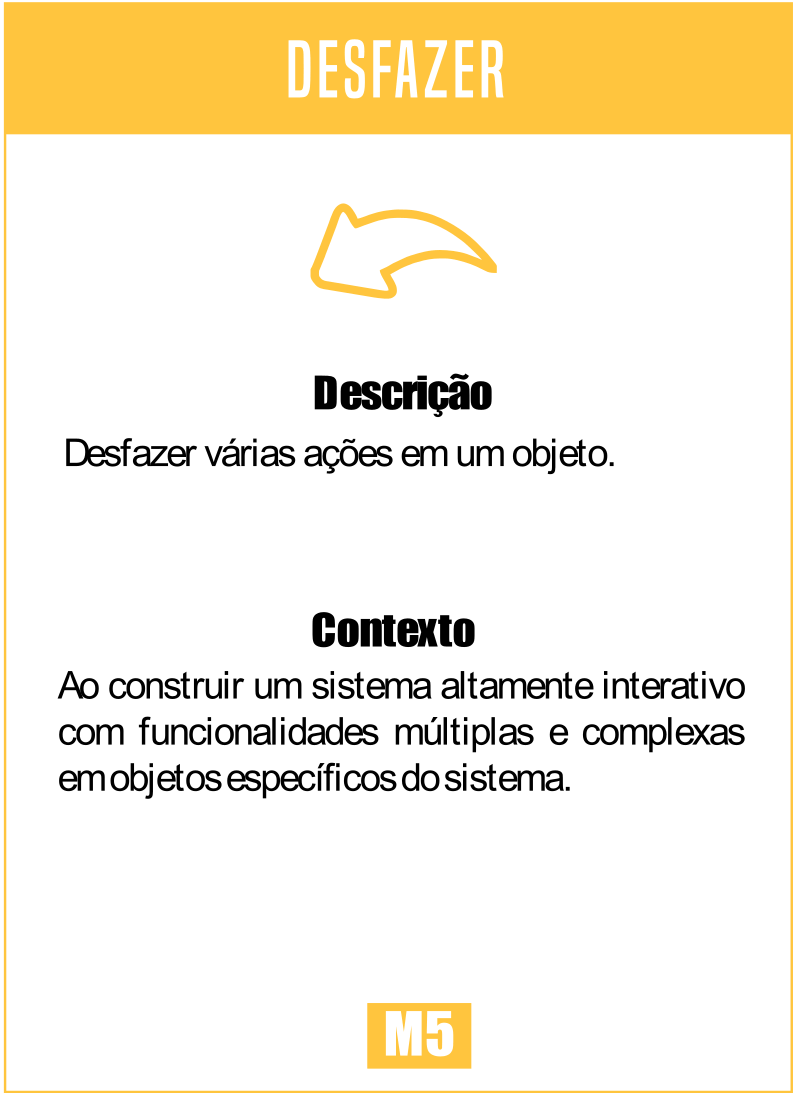 DESFAZER
Descrição
Desfazer várias ações em um objeto.
Contexto
Ao construir um sistema altamente interativo
com funcionalidades múltiplas e complexas
em objetos específicos do sistema.
M5